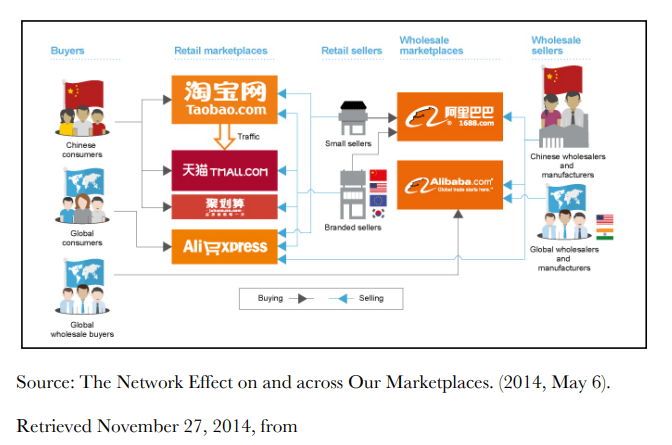 Buyers
Retail marketplaces
Retail sellers
Wholesale
marketplaces
Wholesale
sellers
淘宝网
Taobao.com
Traffic
天猫 TMALL.COM
聚划算
AliExpress
Chinese
consumers
Global
consumers
Global
wholesale buyers
Small sellers
Branded sellers
阿里巴巴
1688.com
Alibaba.com
Global trade starts here.™
Chinese wholesalers
and
manufacturers
Global wholesalers
and
manufacturers
Buying
Selling
Source: The Network Effect on and across Our Marketplaces. (2014, May 6).
Retrieved November 27, 2014, from